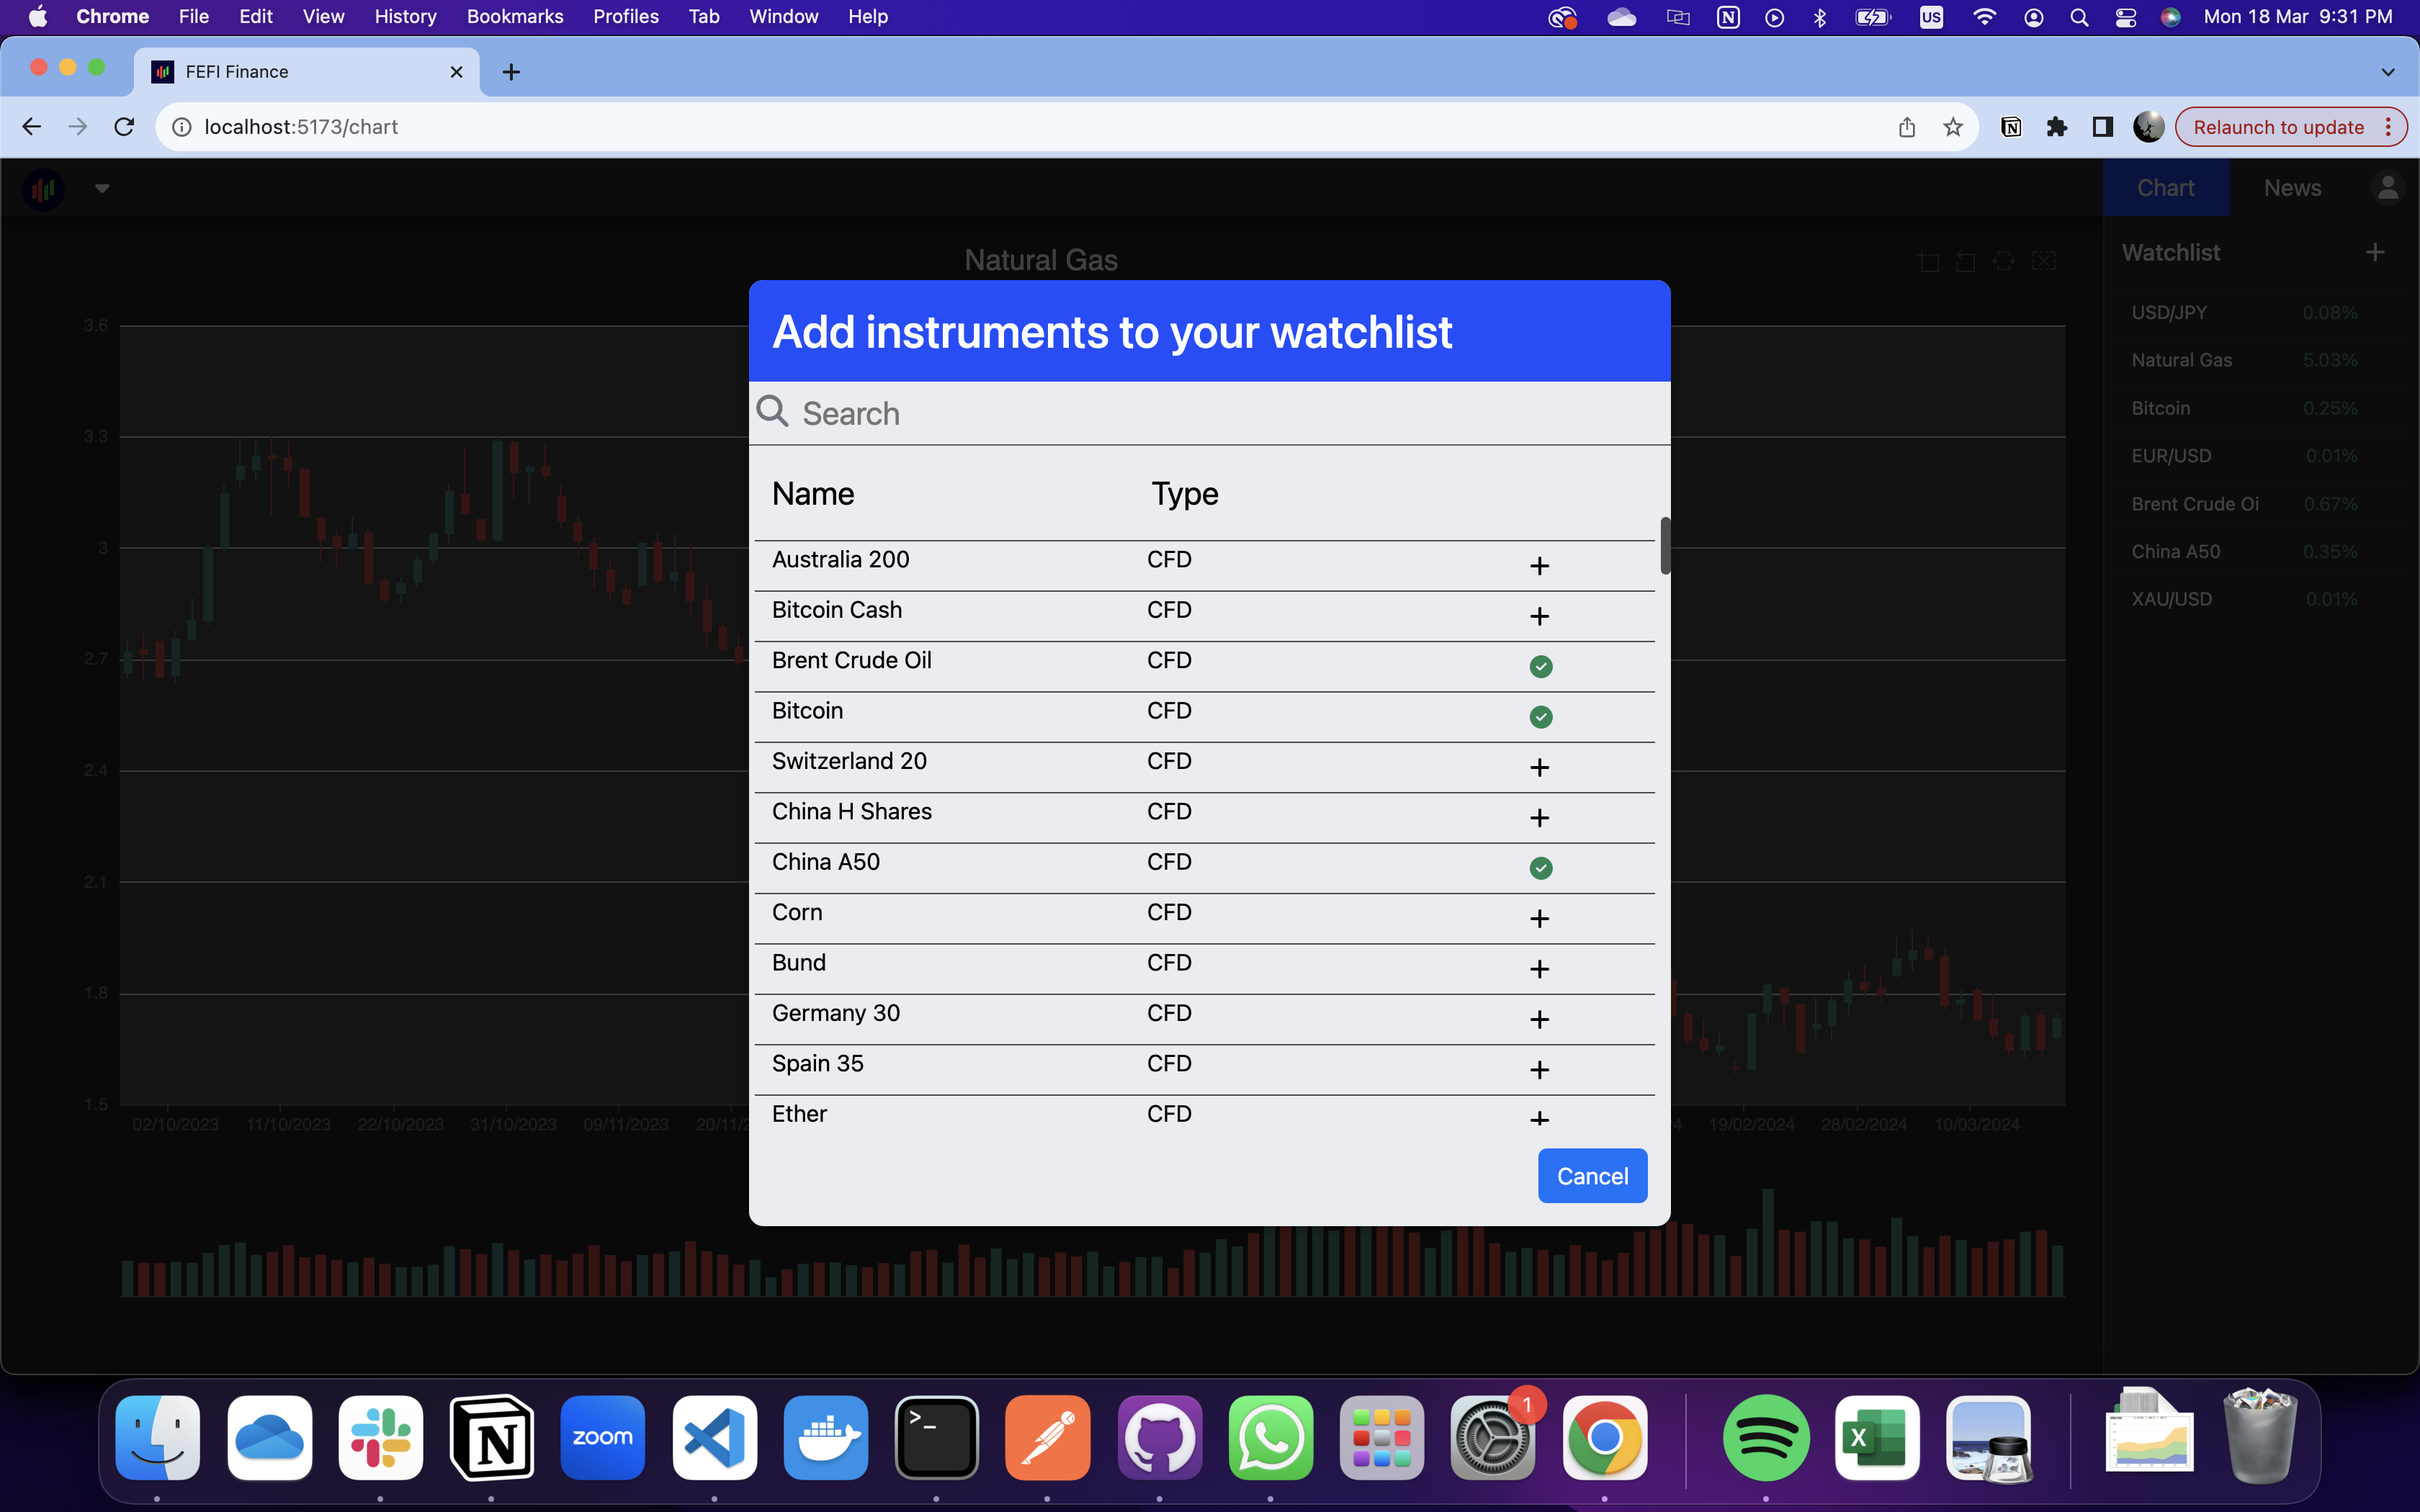 Chrome File Edit View History Bookmarks Profiles Tab Window Help N US Mon 18 Mar 9:31 PM
FEFI Finance
localhost:5173/chart N Relaunch to update
Chart News
Natural Gas
Watchlist
3.6
3.3
3
2.7
2.4
2.1
1.8
1.5
02/10/2023 11/10/2023 22/10/2023 31/10/2023 09/11/2023 20/11/2 4 19/02/2024 28/02/2024 10/03/2024
USD/JPY 0.08%
Natural Gas 5.03%
Bitcoin 0.25%
EUR/USD 0.01%
Brent Crude Oi 0.67%
China A50 0.35%
XAU/USD 0.01%
Add instruments to your watchlist
Search
Name Type
Australia 200 CFD +
Bitcoin Cash CFD +
Brent Crude Oil CFD
Bitcoin CFD
Switzerland 20 CFD +
China H Shares CFD +
China A50 CFD
Corn CFD +
Bund CFD +
Germany 30 CFD +
Spain 35 CFD +
Ether CFD +
Cancel
N zoom >_ 1 X